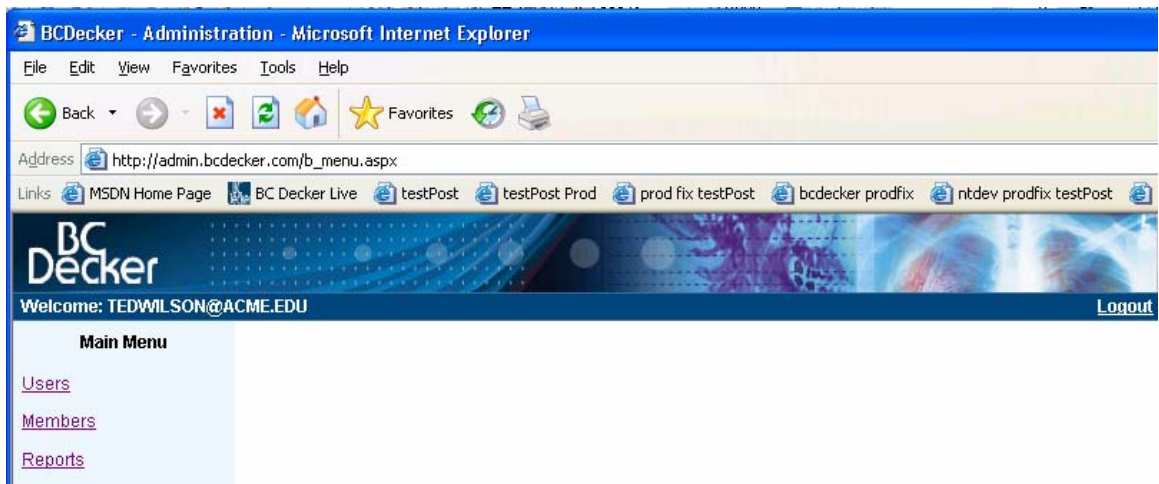 BCDecker - Administration - Microsoft Internet Explorer
File Edit View Favorites Tools Help
Back Favorites
Address http://admin.bcdecker.com/b_menu.aspx
Links MSDN Home Page BC Decker Live testPost testPost Prod prod fix testPost bcdecker prodfix ntdev prodfix testPost
BC
Decker
Welcome: TEDWILSON@ACME.EDU Logout
Main Menu
Users
Members
Reports